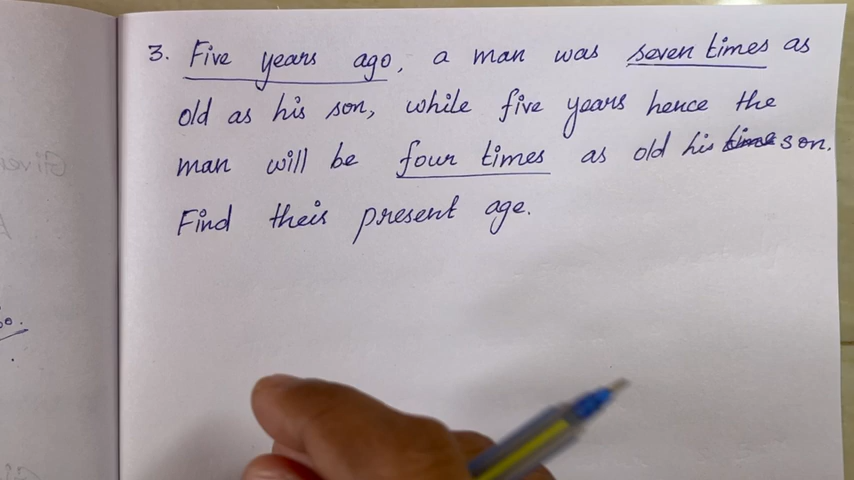 3. Five years ago, a man was seven times as
old as his son, while five years hence the
man will be four times as old his time son.
Find their present age.